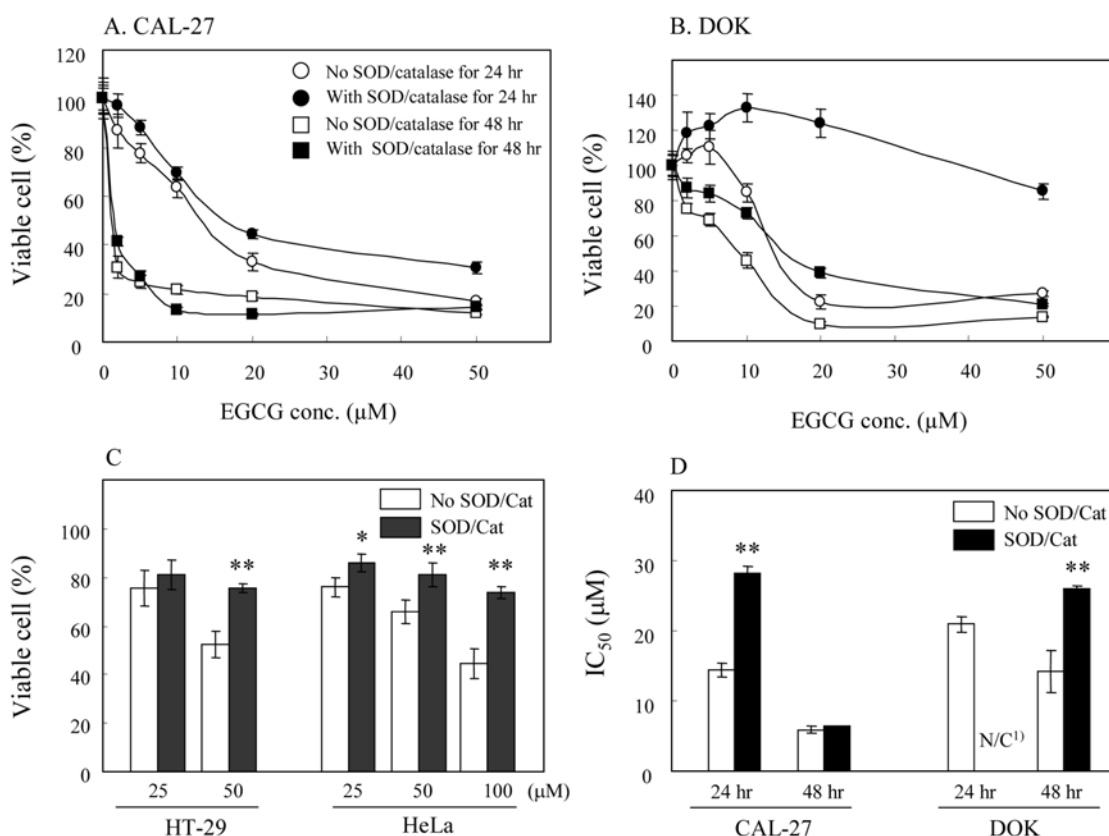 A. CAL-27
120
100
80
60
40
20
0
Viable cell (%)
No SOD/catalase for 24 hr
With SOD/catalase for 24 hr
No SOD/catalase for 48 hr
With SOD/catalase for 48 hr
0 10 20 30 40 50
EGCG conc. (μM)
B. DOK
140
120
100
80
60
40
20
0
Viable cell (%)
0 10 20 30 40 50
EGCG conc. (μM)
C
100
80
60
40
20
0
Viable cell (%)
No SOD/Cat
SOD/Cat
** * ** **
25 50 25 50 100 (μM)
HT-29 HeLa
D
40
30
20
10
0
IC50 (μM)
No SOD/Cat
SOD/Cat
** **
N/C1)
24 hr 48 hr 24 hr 48 hr
CAL-27 DOK